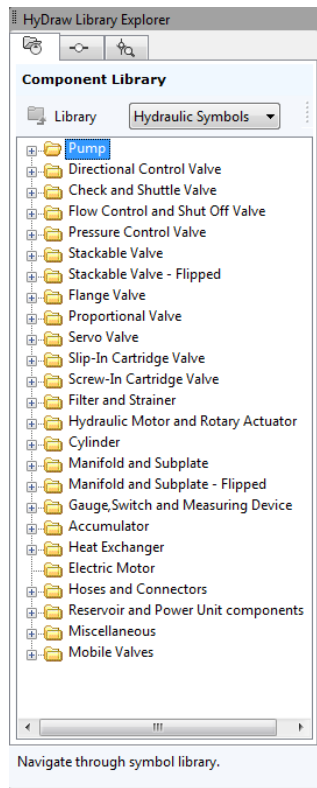 HyDraw Library Explorer
Component Library
Library
Hydraulic Symbols
Pump
Directional Control Valve
Check and Shuttle Valve
Flow Control and Shut Off Valve
Pressure Control Valve
Stackable Valve
Stackable Valve - Flipped
Flange Valve
Proportional Valve
Servo Valve
Slip-In Cartridge Valve
Screw-In Cartridge Valve
Filter and Strainer
Hydraulic Motor and Rotary Actuator
Cylinder
Manifold and Subplate
Manifold and Subplate - Flipped
Gauge,Switch and Measuring Device
Accumulator
Heat Exchanger
Electric Motor
Hoses and Connectors
Reservoir and Power Unit components
Miscellaneous
Mobile Valves
Navigate through symbol library.